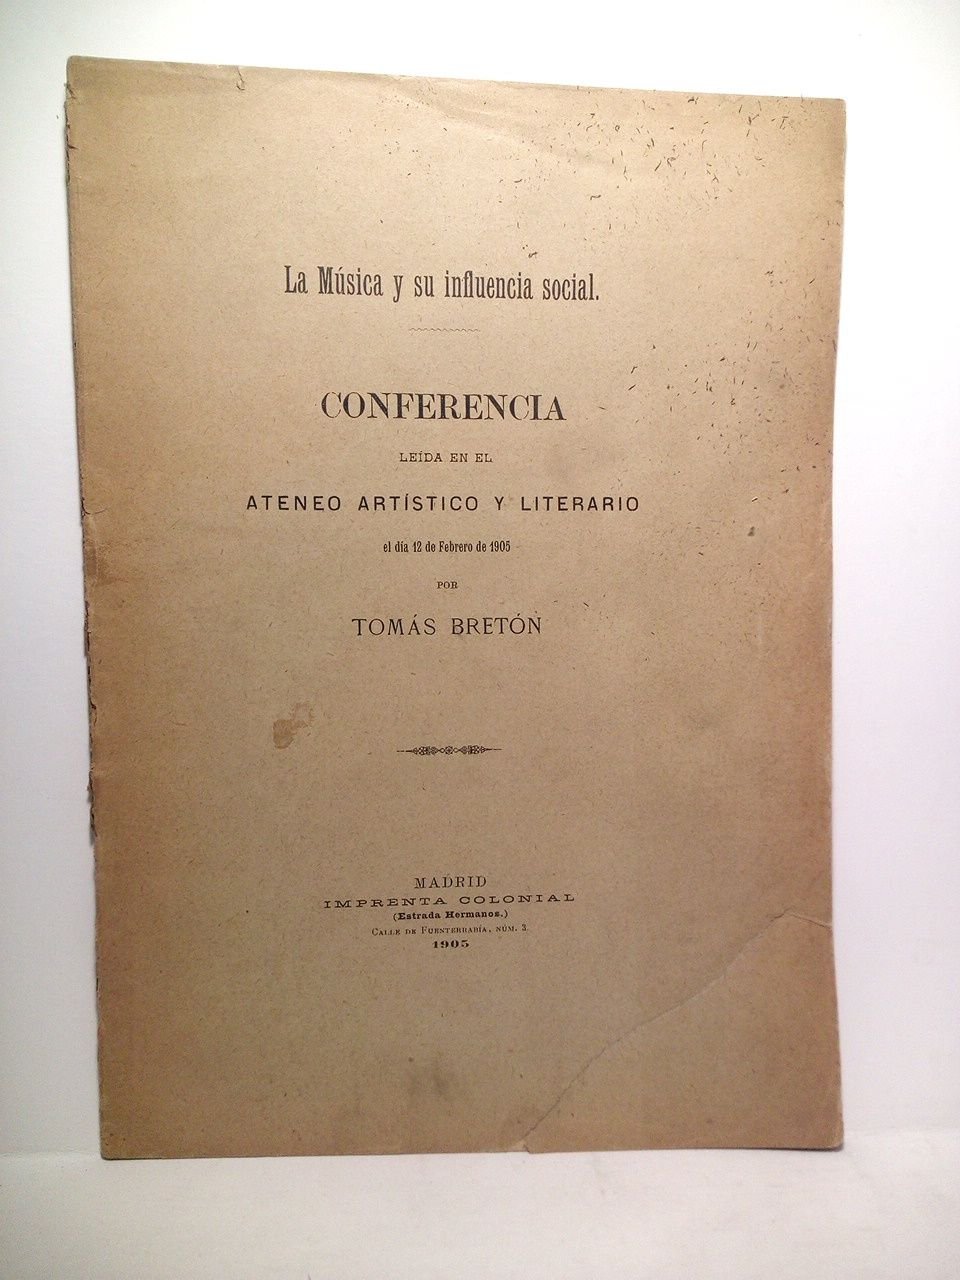 La Música y su influencia social.
CONFERENCIA
LEÍDA EN EL
ATENEO ARTÍSTICO Y LITERARIO
el día 12 de Febrero de 1905
POR
TOMÁS BRETÓN
MADRID
IMPRENTA COLONIAL
(Estrada Hermanos.)
CALLE DE FUENTERRABÍA, NÚM. 3.
1905